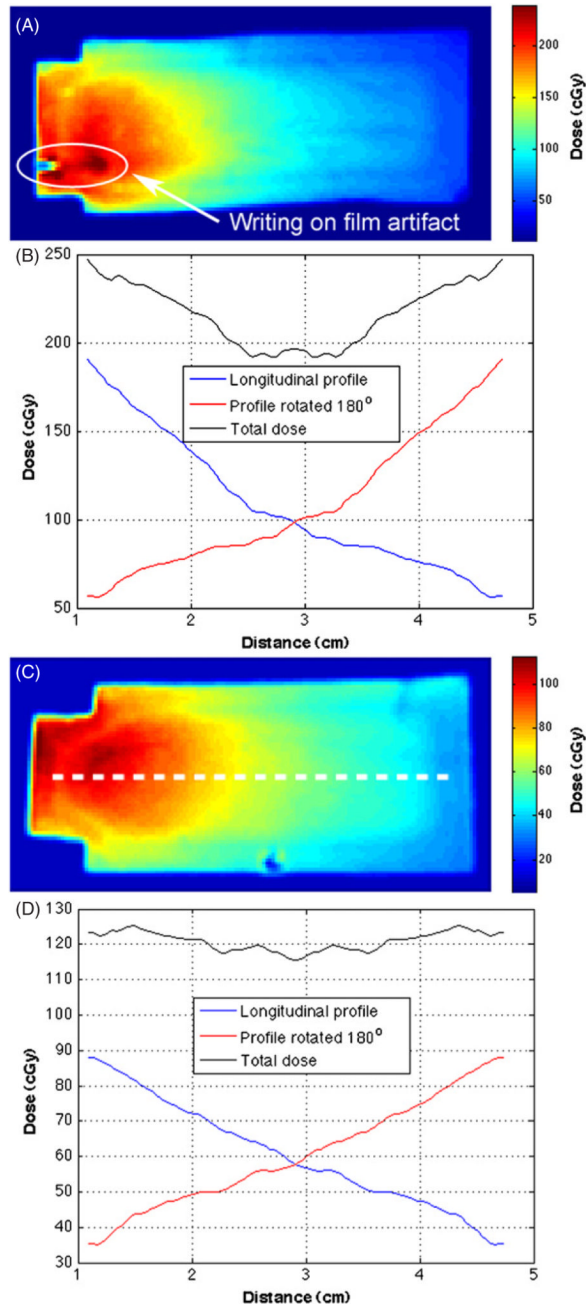 (A)
200
150
100
50
Dose (cGy)
Writing on film artifact
(B)
250
200
150
100
50
Dose (cGy)
Longitudinal profile
Profile rotated 180°
Total dose
1 2 3 4 5
Distance (cm)
(C)
100
80
60
40
20
Dose (cGy)
(D)
130
120
110
100
90
80
70
60
50
40
30
Dose (cGy)
Longitudinal profile
Profile rotated 180°
Total dose
1 2 3 4 5
Distance (cm)